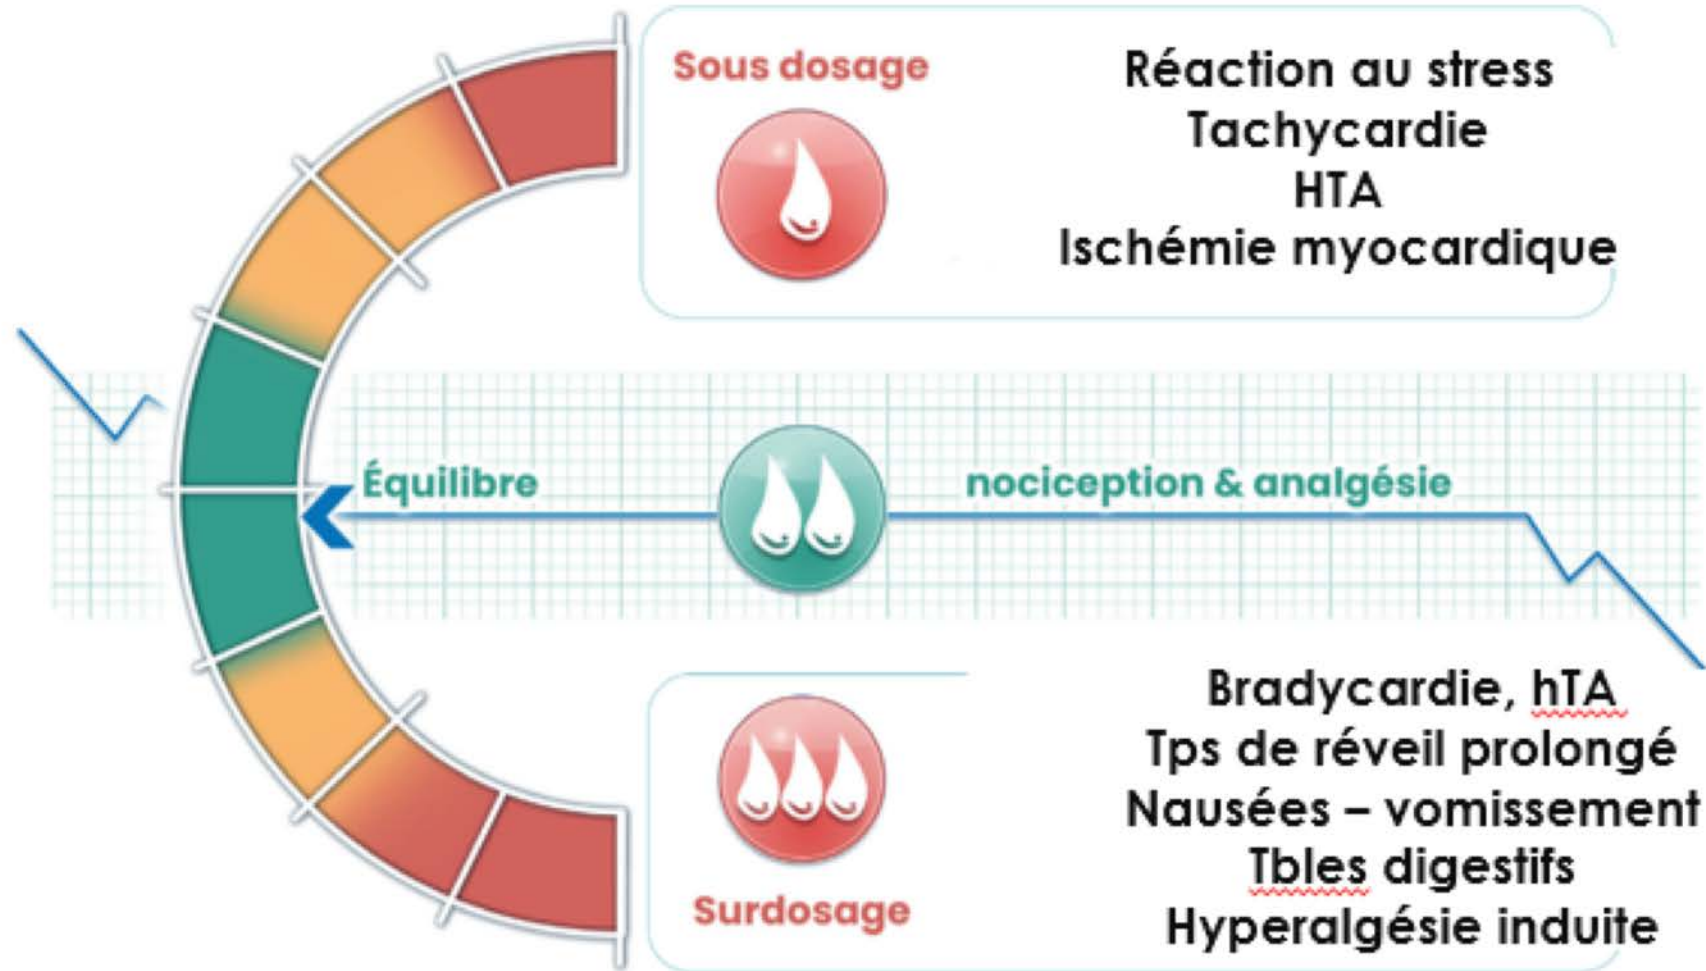 Sous dosage
Réaction au stress
Tachycardie
HTA
Ischémie myocardique
Équilibre nociception & analgésie
Bradycardie, hTA
Tps de réveil prolongé
Nausées – vomissement
Tbles digestifs
Hyperalgésie induite
Surdosage